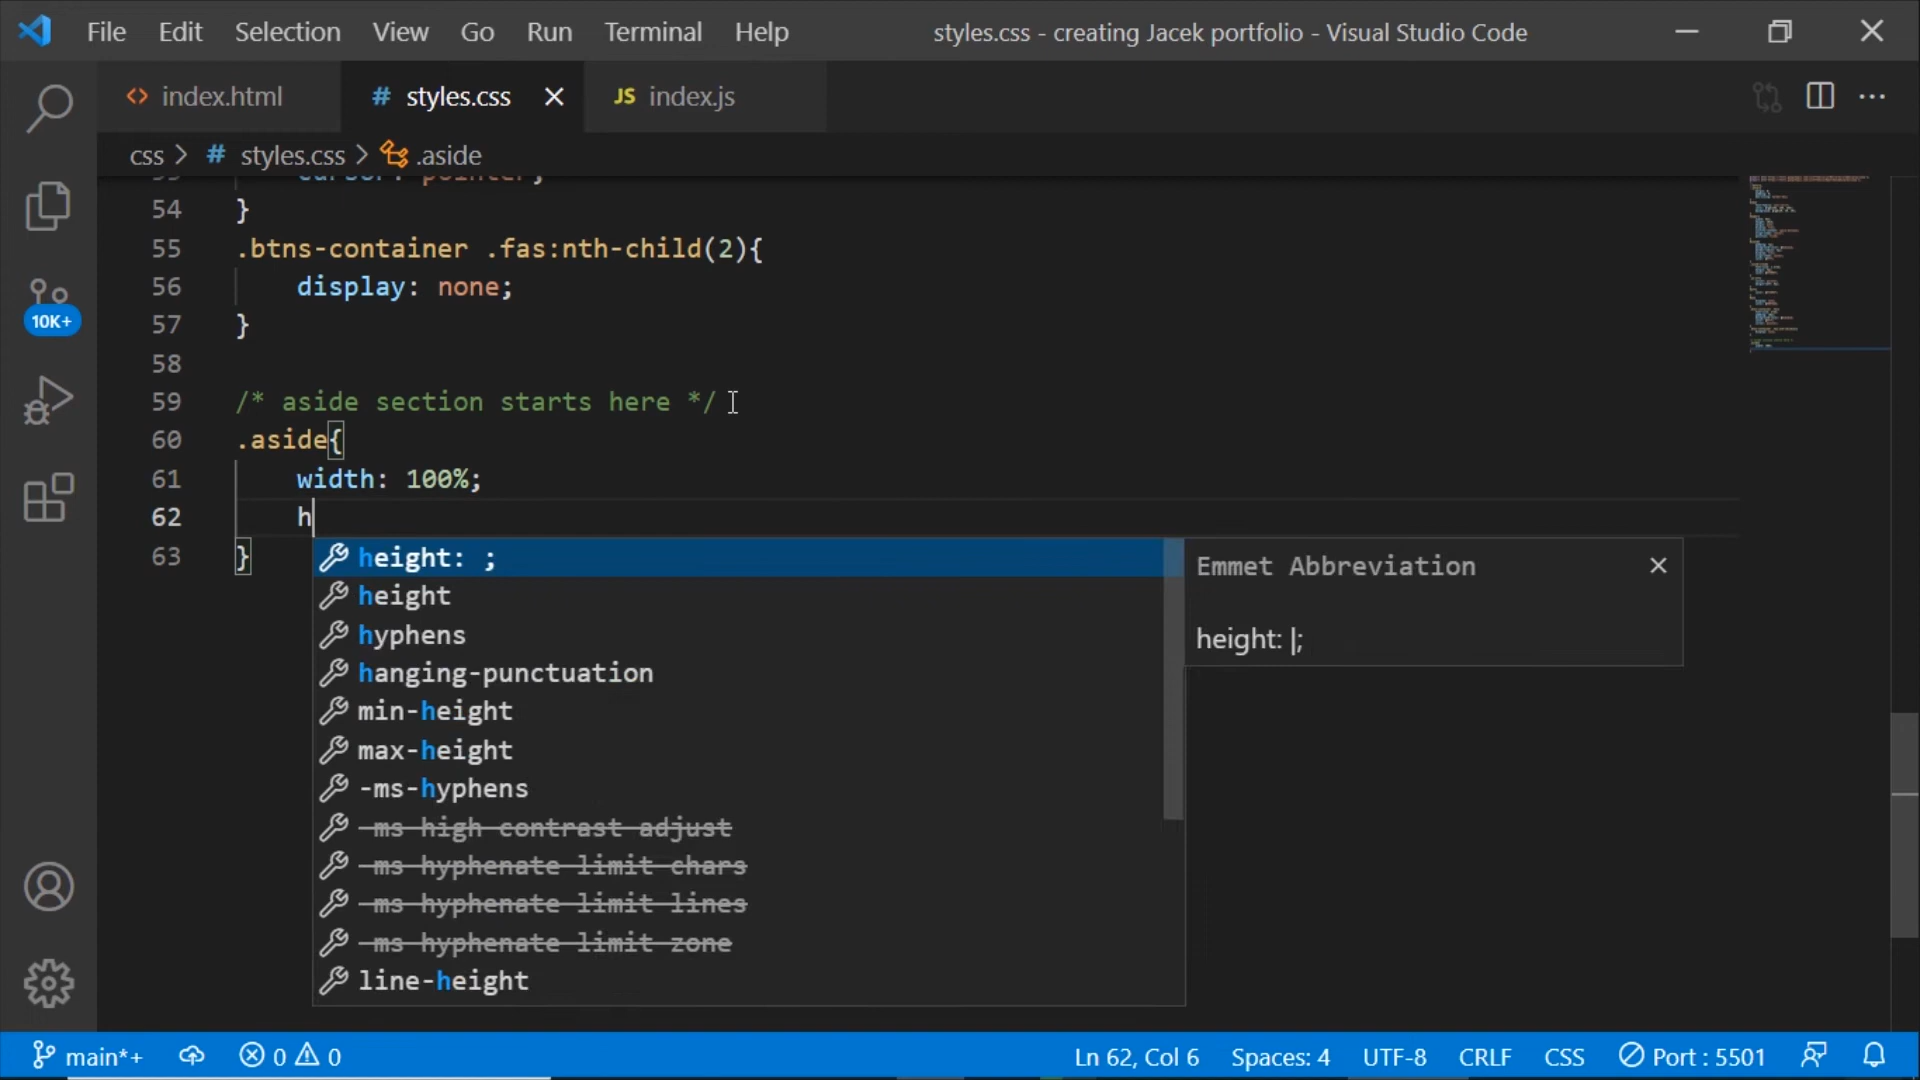 File Edit Selection View Go Run Terminal Help styles.css - creating Jacek portfolio - Visual Studio Code
<> index.html # styles.css JS index.js
css > # styles.css > .aside
53 cursor: pointer;
54 }
55 .btns-container .fas:nth-child(2){
56 display: none;
57 }
58
59 /* aside section starts here */
60 .aside{
61 width: 100%;
62 h
63 }
height: ;
height
hyphens
hanging-punctuation
min-height
max-height
-ms-hyphens
-ms-high-contrast-adjust
-ms-hyphenate-limit-chars
-ms-hyphenate-limit-lines
-ms-hyphenate-limit-zone
line-height
Emmet Abbreviation
height: |;
10K+
main*+ 0 0 Ln 62, Col 6 Spaces: 4 UTF-8 CRLF CSS Port : 5501